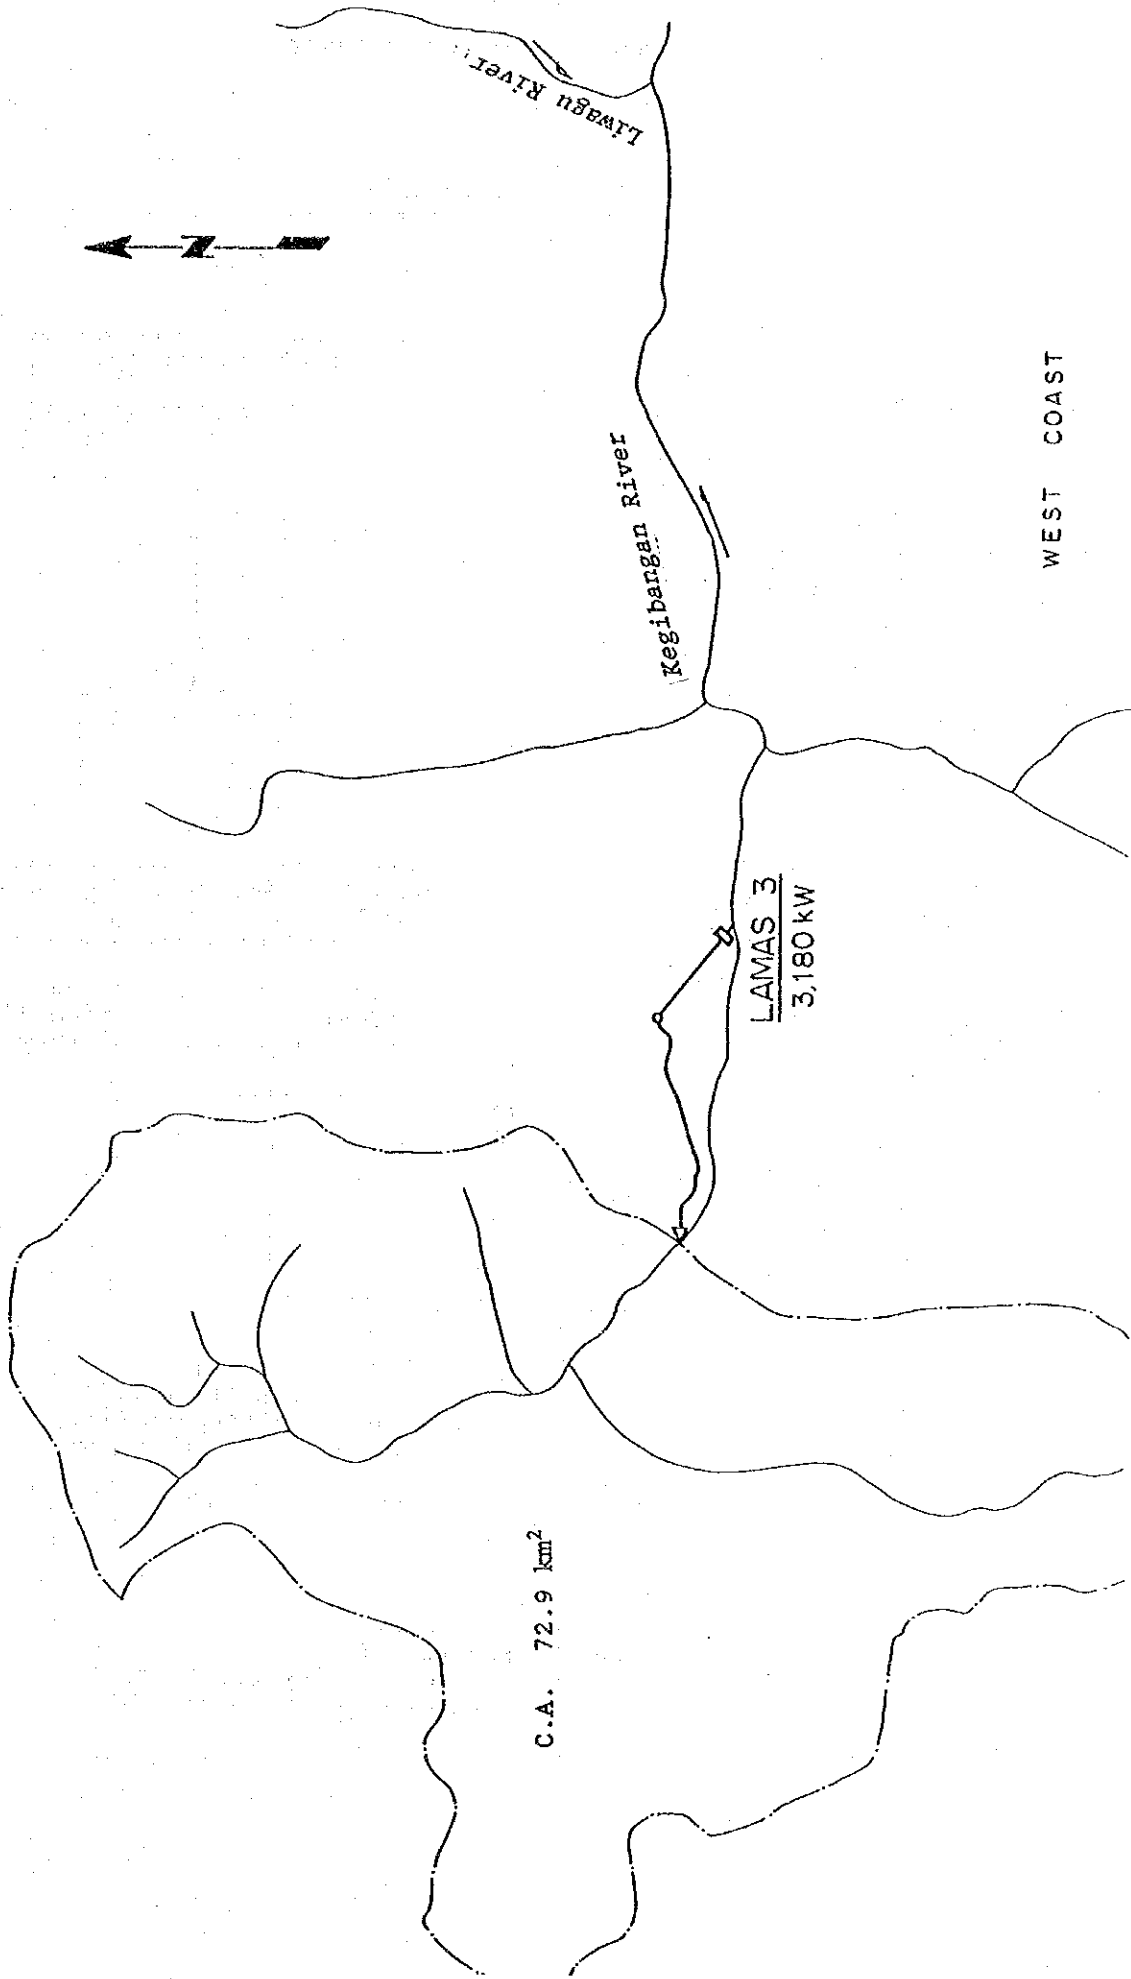 Liwagu River
N
Kegibangan River
WEST COAST
LAMAS 3
3,180 kW
C.A. 72.9 km²